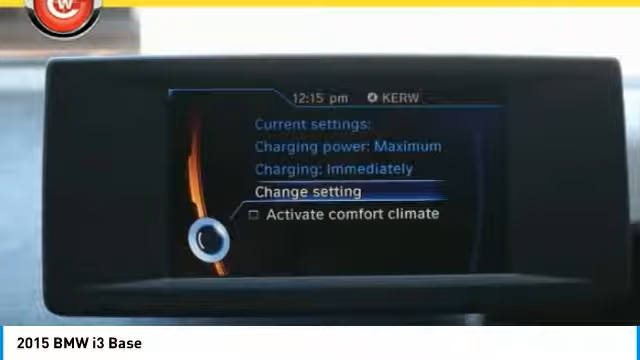 W
12:15 pm KERW
Current settings:
Charging power: Maximum
Charging: Immediately
Change setting
Activate comfort climate
2015 BMW i3 Base